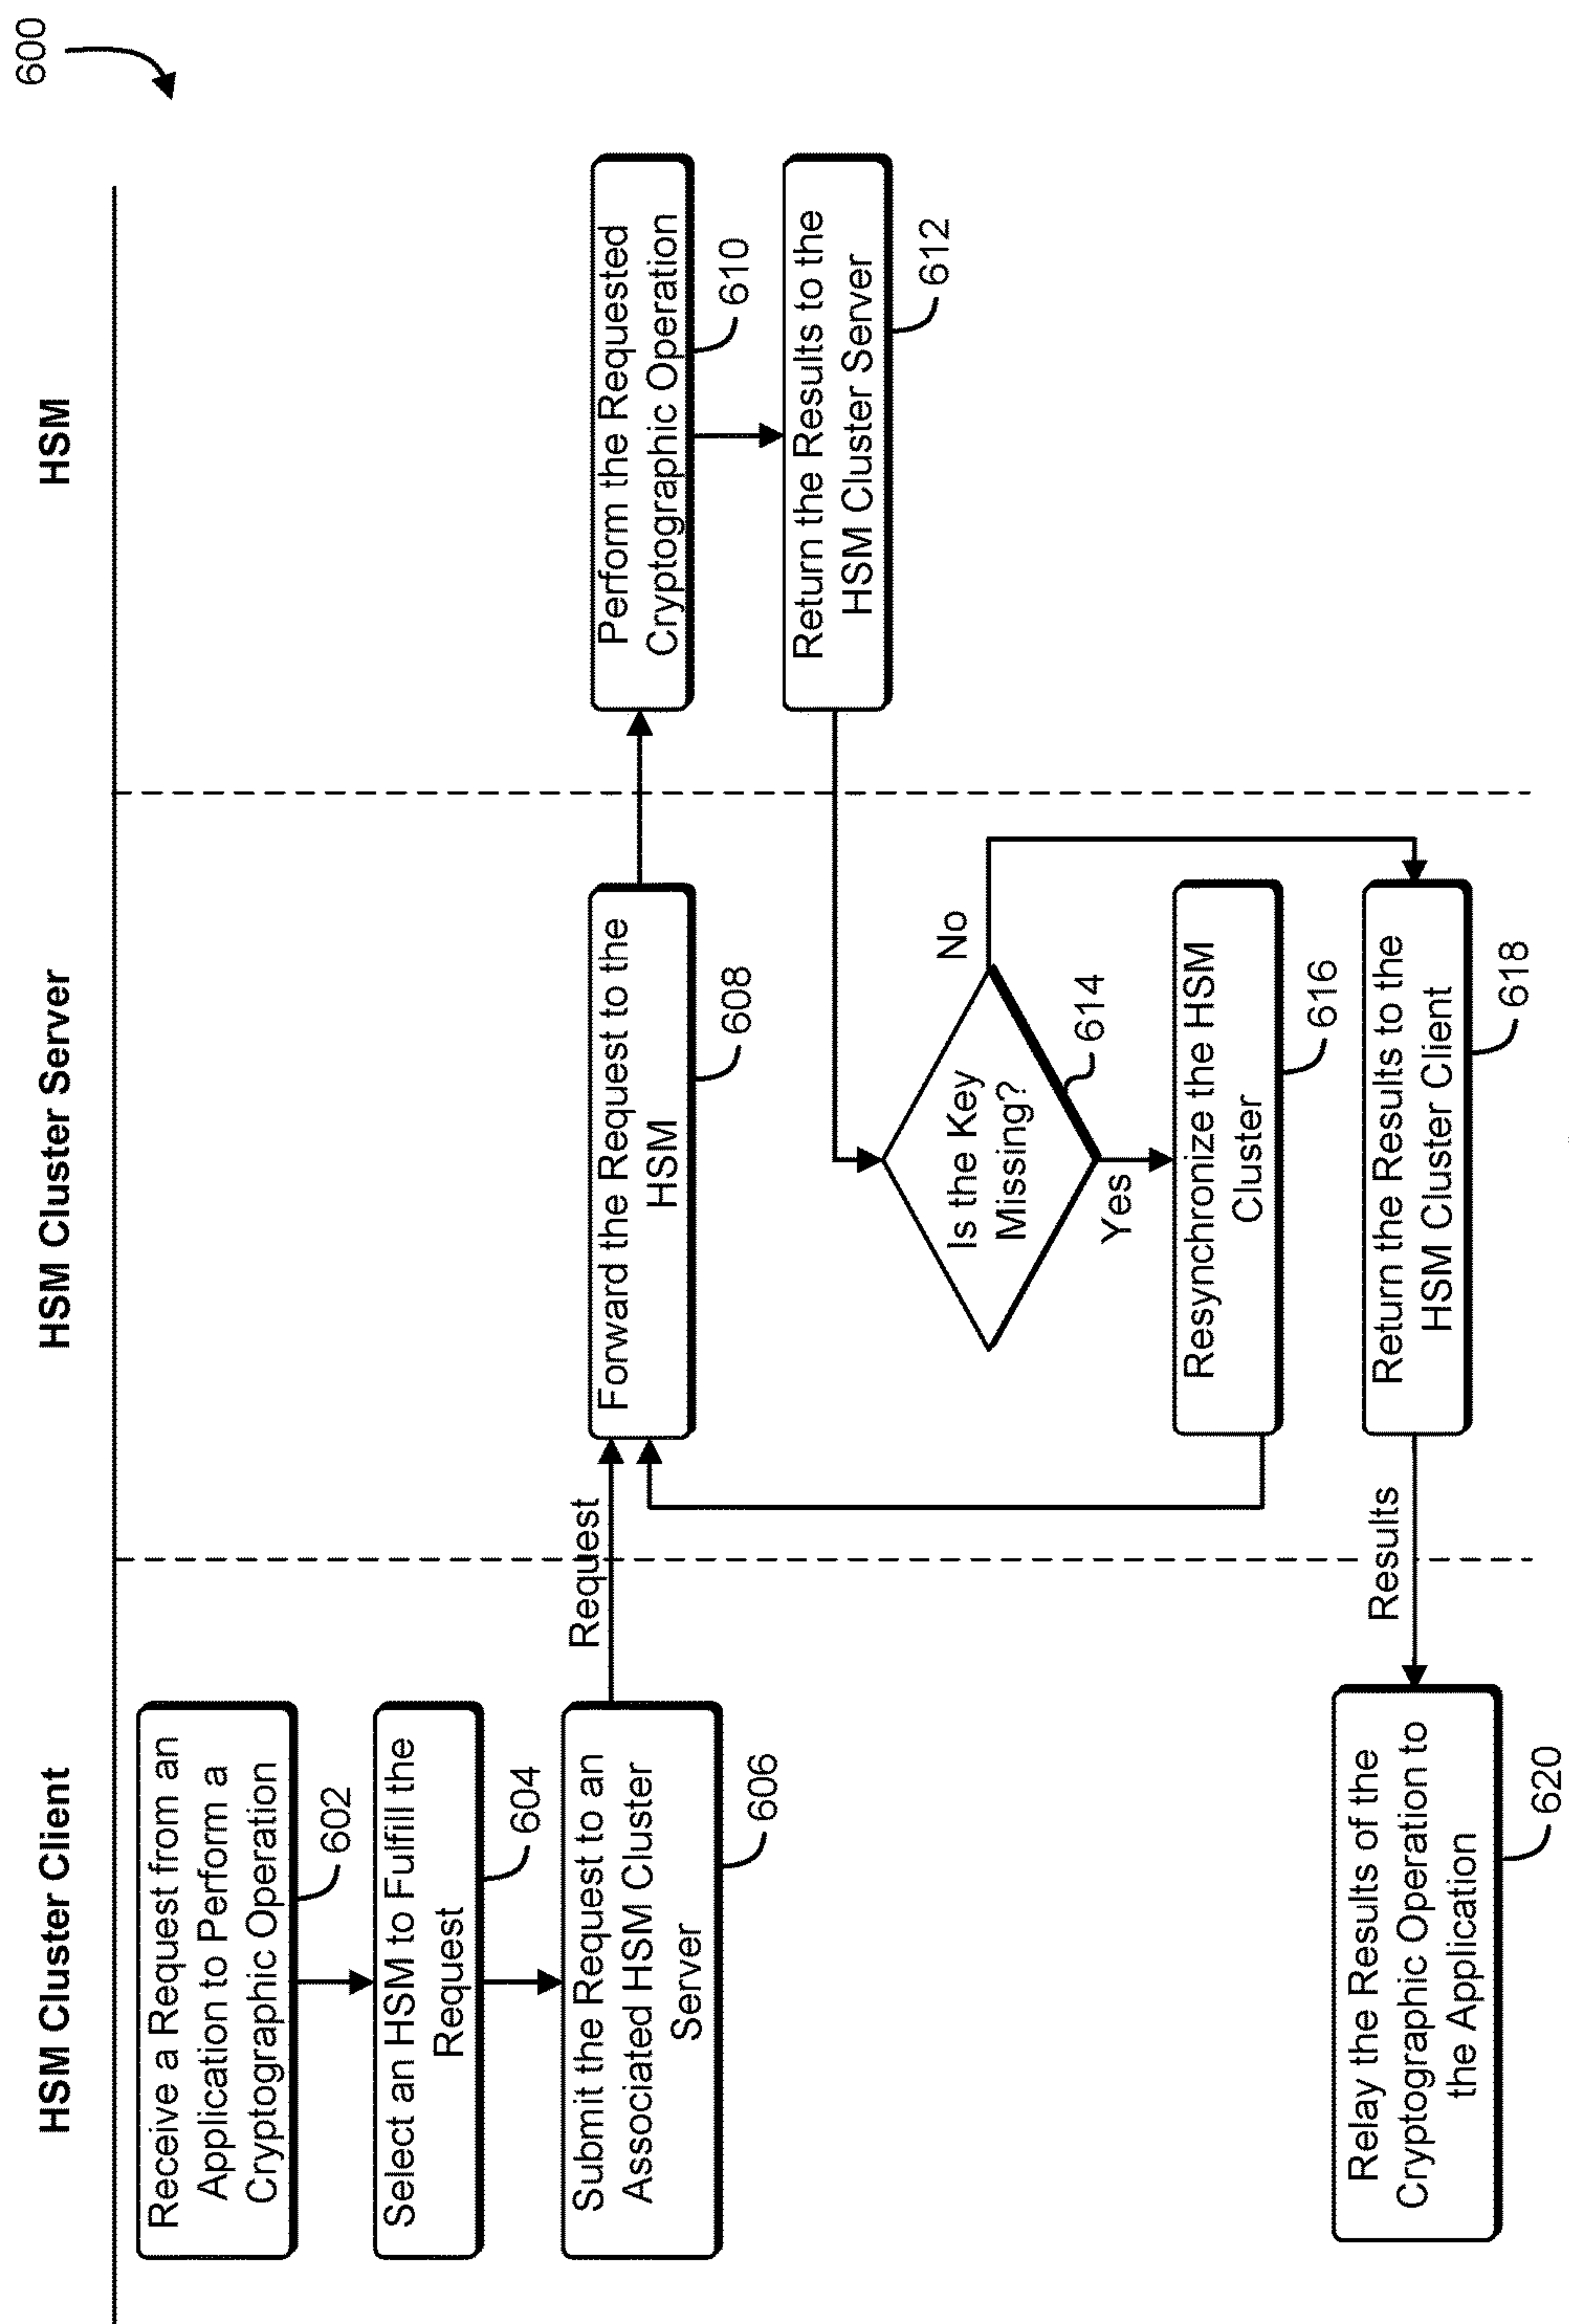 600
HSM Cluster Client
HSM Cluster Server
HSM
Receive a Request from an
Application to Perform a
Cryptographic Operation
602
Select an HSM to Fulfill the
Request
604
Submit the Request to an
Associated HSM Cluster
Server
606
Request
Forward the Request to the
HSM
608
Perform the Requested
Cryptographic Operation
610
Return the Results to the
HSM Cluster Server
612
Is the Key
Missing?
614
No
Yes
Resynchronize the HSM
Cluster
616
Return the Results to the
HSM Cluster Client
618
Results
Relay the Results of the
Cryptographic Operation to
the Application
620